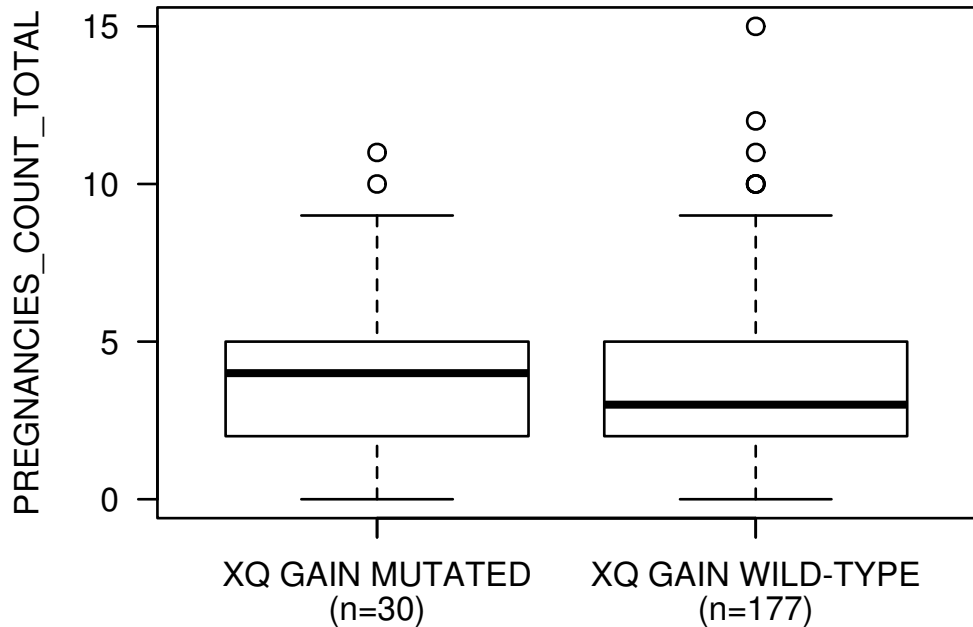 PREGNANCIES_COUNT_TOTAL
15
10
5
0
XQ GAIN MUTATED
(n=30)
XQ GAIN WILD-TYPE
(n=177)